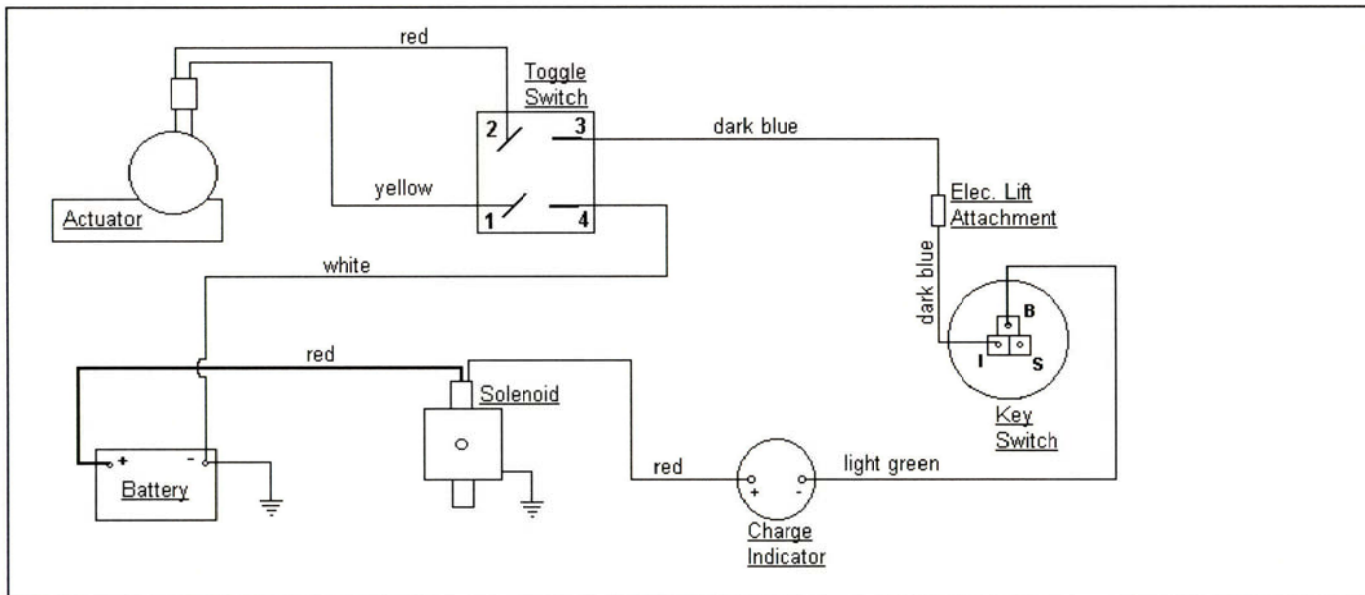 red
Toggle
Switch
2
3
dark blue
yellow
1
4
Elec. Lift
Attachment
Actuator
white
dark blue
B
I
S
Key
Switch
red
Solenoid
+
-
Battery
red
+
-
light green
Charge
Indicator